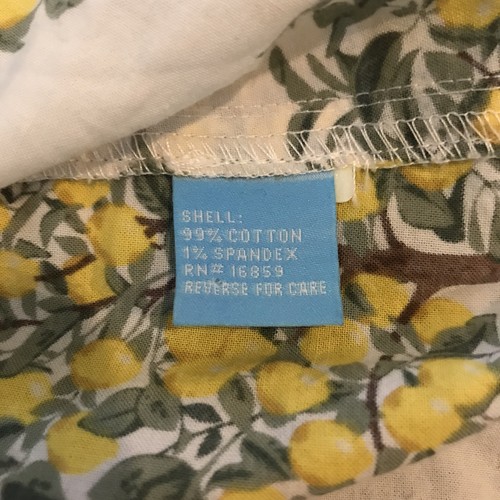 SHELL:
99% COTTON
1% SPANDEX
RN# 16859
REVERSE FOR CARE